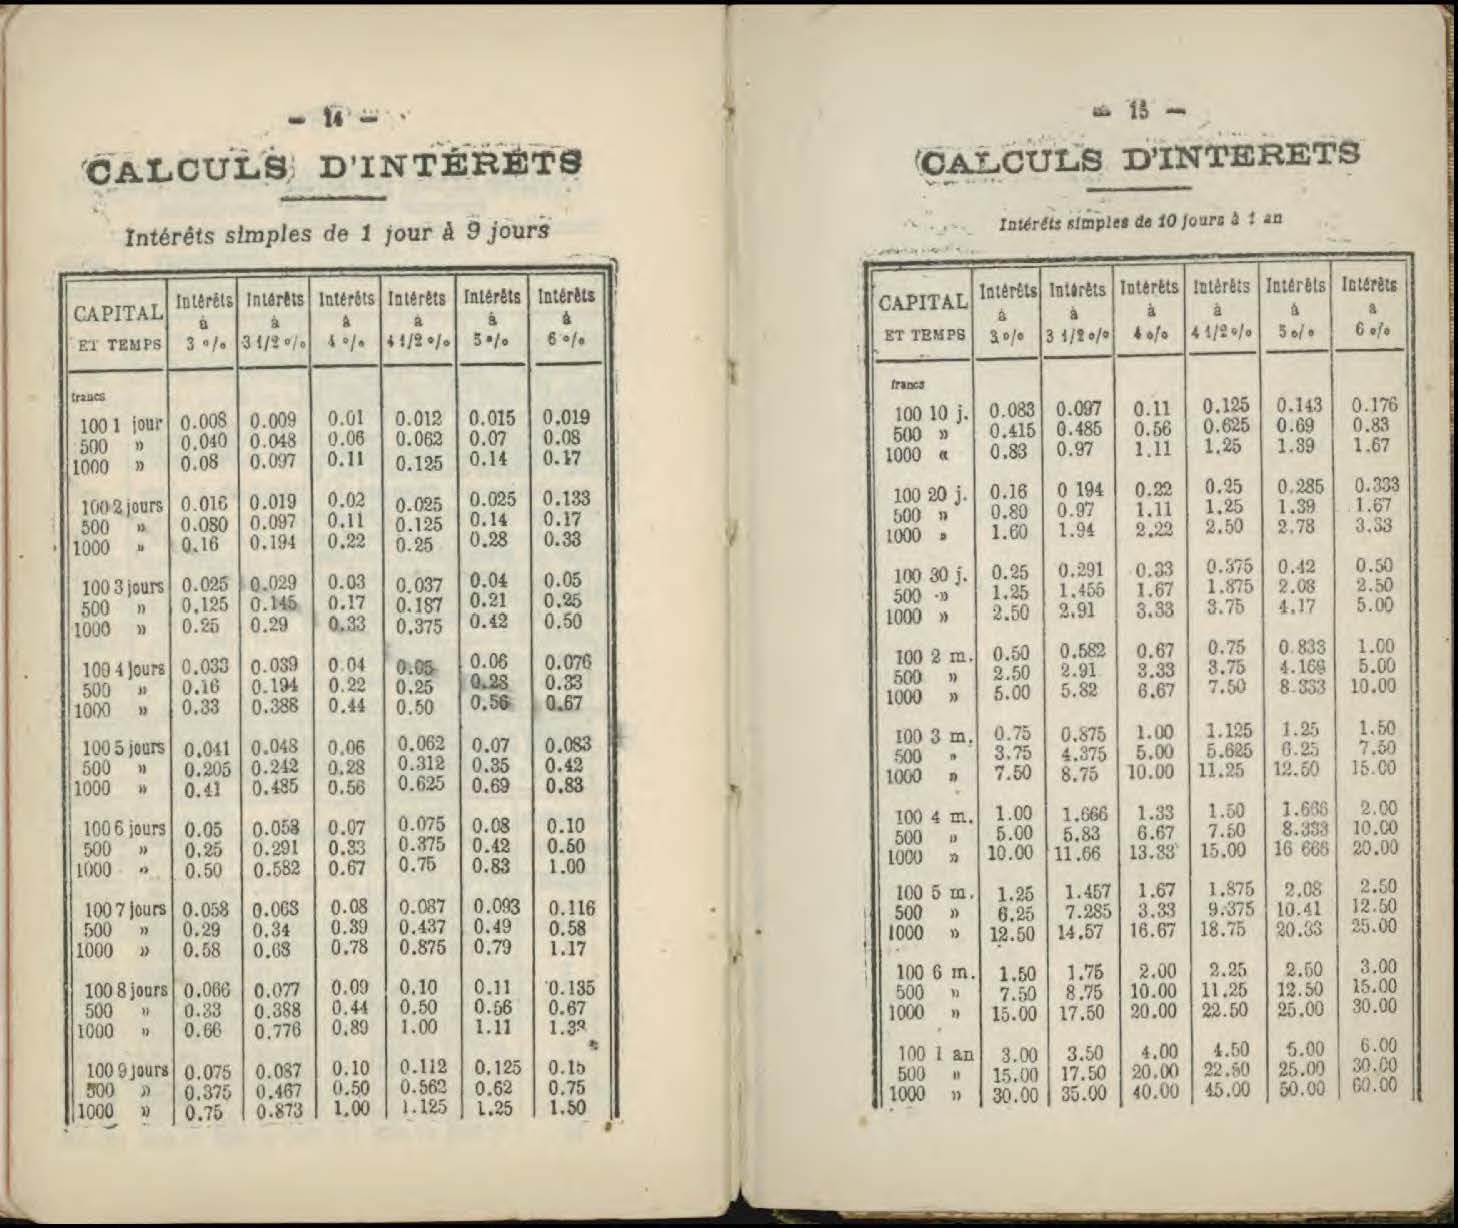 — 14 —
CALCULS D'INTÉRÊTS
Intérêts simples de 1 jour à 9 jours
CAPITAL ET TEMPS | Intérêts à 3 o/o | Intérêts à 3 1/2 o/o | Intérêts à 4 o/o | Intérêts à 4 1/2 o/o | Intérêts à 5 o/o | Intérêts à 6 o/o
francs
100 1 jour 0.008 0.009 0.01 0.012 0.015 0.019
500 » 0.040 0.048 0.06 0.062 0.07 0.08
1000 » 0.08 0.097 0.11 0.125 0.14 0.17
100 2 jours 0.016 0.019 0.02 0.025 0.025 0.133
500 » 0.080 0.097 0.11 0.125 0.14 0.17
1000 » 0.16 0.194 0.22 0.25 0.28 0.33
100 3 jours 0.025 0.029 0.03 0.037 0.04 0.05
500 » 0.125 0.145 0.17 0.187 0.21 0.25
1000 » 0.25 0.29 0.33 0.375 0.42 0.50
100 4 jours 0.033 0.039 0.04 0.05 0.06 0.076
500 » 0.16 0.194 0.22 0.25 0.28 0.33
1000 » 0.33 0.388 0.44 0.50 0.56 0.67
100 5 jours 0.041 0.048 0.06 0.062 0.07 0.083
500 » 0.205 0.242 0.28 0.312 0.35 0.42
1000 » 0.41 0.485 0.56 0.625 0.69 0.83
100 6 jours 0.05 0.058 0.07 0.075 0.08 0.10
500 » 0.25 0.291 0.33 0.375 0.42 0.50
1000 » 0.50 0.582 0.67 0.75 0.83 1.00
100 7 jours 0.058 0.068 0.08 0.087 0.093 0.116
500 » 0.29 0.34 0.39 0.437 0.49 0.58
1000 » 0.58 0.68 0.78 0.875 0.79 1.17
100 8 jours 0.066 0.077 0.09 0.10 0.11 0.135
500 » 0.33 0.388 0.44 0.50 0.56 0.67
1000 » 0.66 0.776 0.89 1.00 1.11
100 9 jours 0.075 0.087 0.10 0.112 0.125 0.15
500 » 0.375 0.467 0.50 0.562 0.62 0.75
1000 » 0.75 0.873 1.00 1.125 1.25 1.50
— 15 —
CALCULS D'INTERETS
Intérêts simples de 10 jours à 1 an
CAPITAL ET TEMPS | Intérêts à 3 o/o | Intérêts à 3 1/2 o/o | Intérêts à 4 o/o | Intérêts à 4 1/2 o/o | Intérêts à 5 o/o | Intérêts à 6 o/o
francs
100 10 j. 0.083 0.097 0.11 0.125 0.143 0.176
500 » 0.415 0.485 0.56 0.625 0.69 0.83
1000 « 0.83 0.97 1.11 1.25 1.39 1.67
100 20 j. 0.16 0 194 0.22 0.25 0.285 0.333
500 » 0.80 0.97 1.11 1.25 1.39 1.67
1000 » 1.60 1.94 2.22 2.50 2.78 3.33
100 30 j. 0.25 0.291 0.33 0.375 0.42 0.50
500 » 1.25 1.455 1.67 1.875 2.08 2.50
1000 » 2.50 2.91 3.33 3.75 4.17 5.00
100 2 m. 0.50 0.582 0.67 0.75 0.833 1.00
500 » 2.50 2.91 3.33 3.75 4.166 5.00
1000 » 5.00 5.82 6.67 7.50 8.333 10.00
100 3 m. 0.75 0.875 1.00 1.125 1.25 1.50
500 » 3.75 4.375 5.00 5.625 6.25 7.50
1000 » 7.50 8.75 10.00 11.25 12.50 15.00
100 4 m. 1.00 1.666 1.33 1.50 1.666 2.00
500 » 5.00 5.83 6.67 7.50 8.333 10.00
1000 » 10.00 11.66 13.33 15.00 16 666 20.00
100 5 m. 1.25 1.457 1.67 1.875 2.08 2.50
500 » 6.25 7.285 3.33 9.375 10.41 12.50
1000 » 12.50 14.57 16.67 18.75 20.33 25.00
100 6 m. 1.50 1.75 2.00 2.25 2.50 3.00
500 » 7.50 8.75 10.00 11.25 12.50 15.00
1000 » 15.00 17.50 20.00 22.50 25.00 30.00
100 1 an 3.00 3.50 4.00 4.50 5.00 6.00
500 » 15.00 17.50 20.00 22.50 25.00 30.00
1000 » 30.00 35.00 40.00 45.00 50.00 60.00